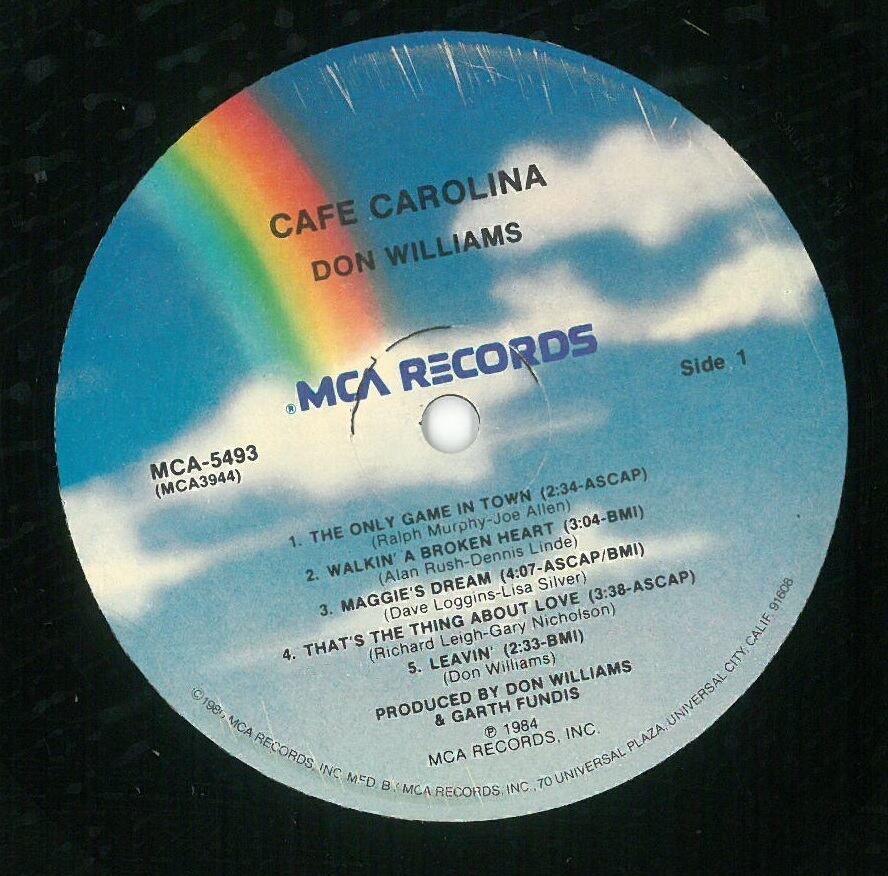 CAFE CAROLINA
DON WILLIAMS
®MCA RECORDS
Side 1
MCA-5493
(MCA3944)
1. THE ONLY GAME IN TOWN (2:34-ASCAP)
(Ralph Murphy-Joe Allen)
2. WALKIN' A BROKEN HEART (3:04-BMI)
(Alan Rush-Dennis Linde)
3. MAGGIE'S DREAM (4:07-ASCAP/BMI)
(Dave Loggins-Lisa Silver)
4. THAT'S THE THING ABOUT LOVE (3:38-ASCAP)
(Richard Leigh-Gary Nicholson)
5. LEAVIN' (2:33-BMI)
(Don Williams)
PRODUCED BY DON WILLIAMS
& GARTH FUNDIS
℗ 1984
MCA RECORDS, INC.
© MCA RECORDS, INC. MFD. BY MCA RECORDS, INC., 70 UNIVERSAL PLAZA, UNIVERSAL CITY, CALIF. 91608